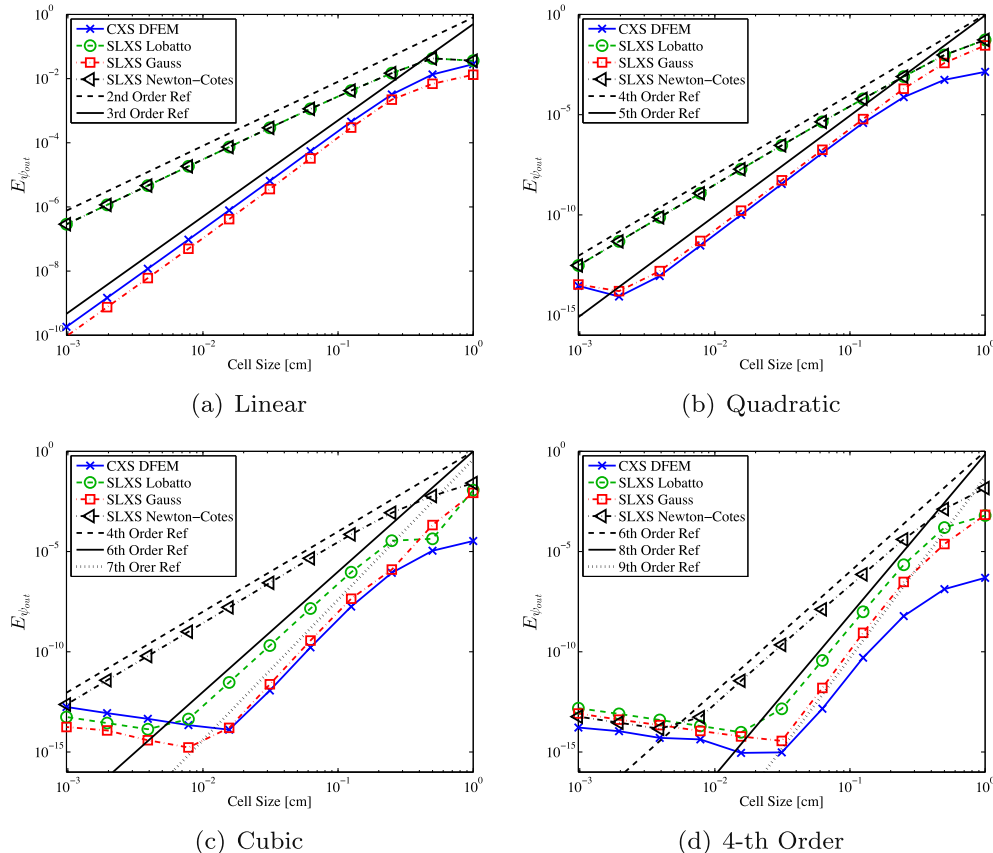 CXS DFEM
SLXS Lobatto
SLXS Gauss
SLXS Newton−Cotes
2nd Order Ref
3rd Order Ref
10^0
10^−2
10^−4
10^−6
10^−8
10^−10
E_ψout
10^−3
10^−2
10^−1
10^0
Cell Size [cm]
(a) Linear
CXS DFEM
SLXS Lobatto
SLXS Gauss
SLXS Newton−Cotes
4th Order Ref
5th Order Ref
10^0
10^−5
10^−10
10^−15
E_ψout
10^−3
10^−2
10^−1
10^0
Cell Size [cm]
(b) Quadratic
CXS DFEM
SLXS Lobatto
SLXS Gauss
SLXS Newton−Cotes
4th Order Ref
6th Order Ref
7th Orer Ref
10^0
10^−5
10^−10
10^−15
E_ψout
10^−3
10^−2
10^−1
10^0
Cell Size [cm]
(c) Cubic
CXS DFEM
SLXS Lobatto
SLXS Gauss
SLXS Newton−Cotes
6th Order Ref
8th Order Ref
9th Order Ref
10^0
10^−5
10^−10
10^−15
E_ψout
10^−3
10^−2
10^−1
10^0
Cell Size [cm]
(d) 4-th Order